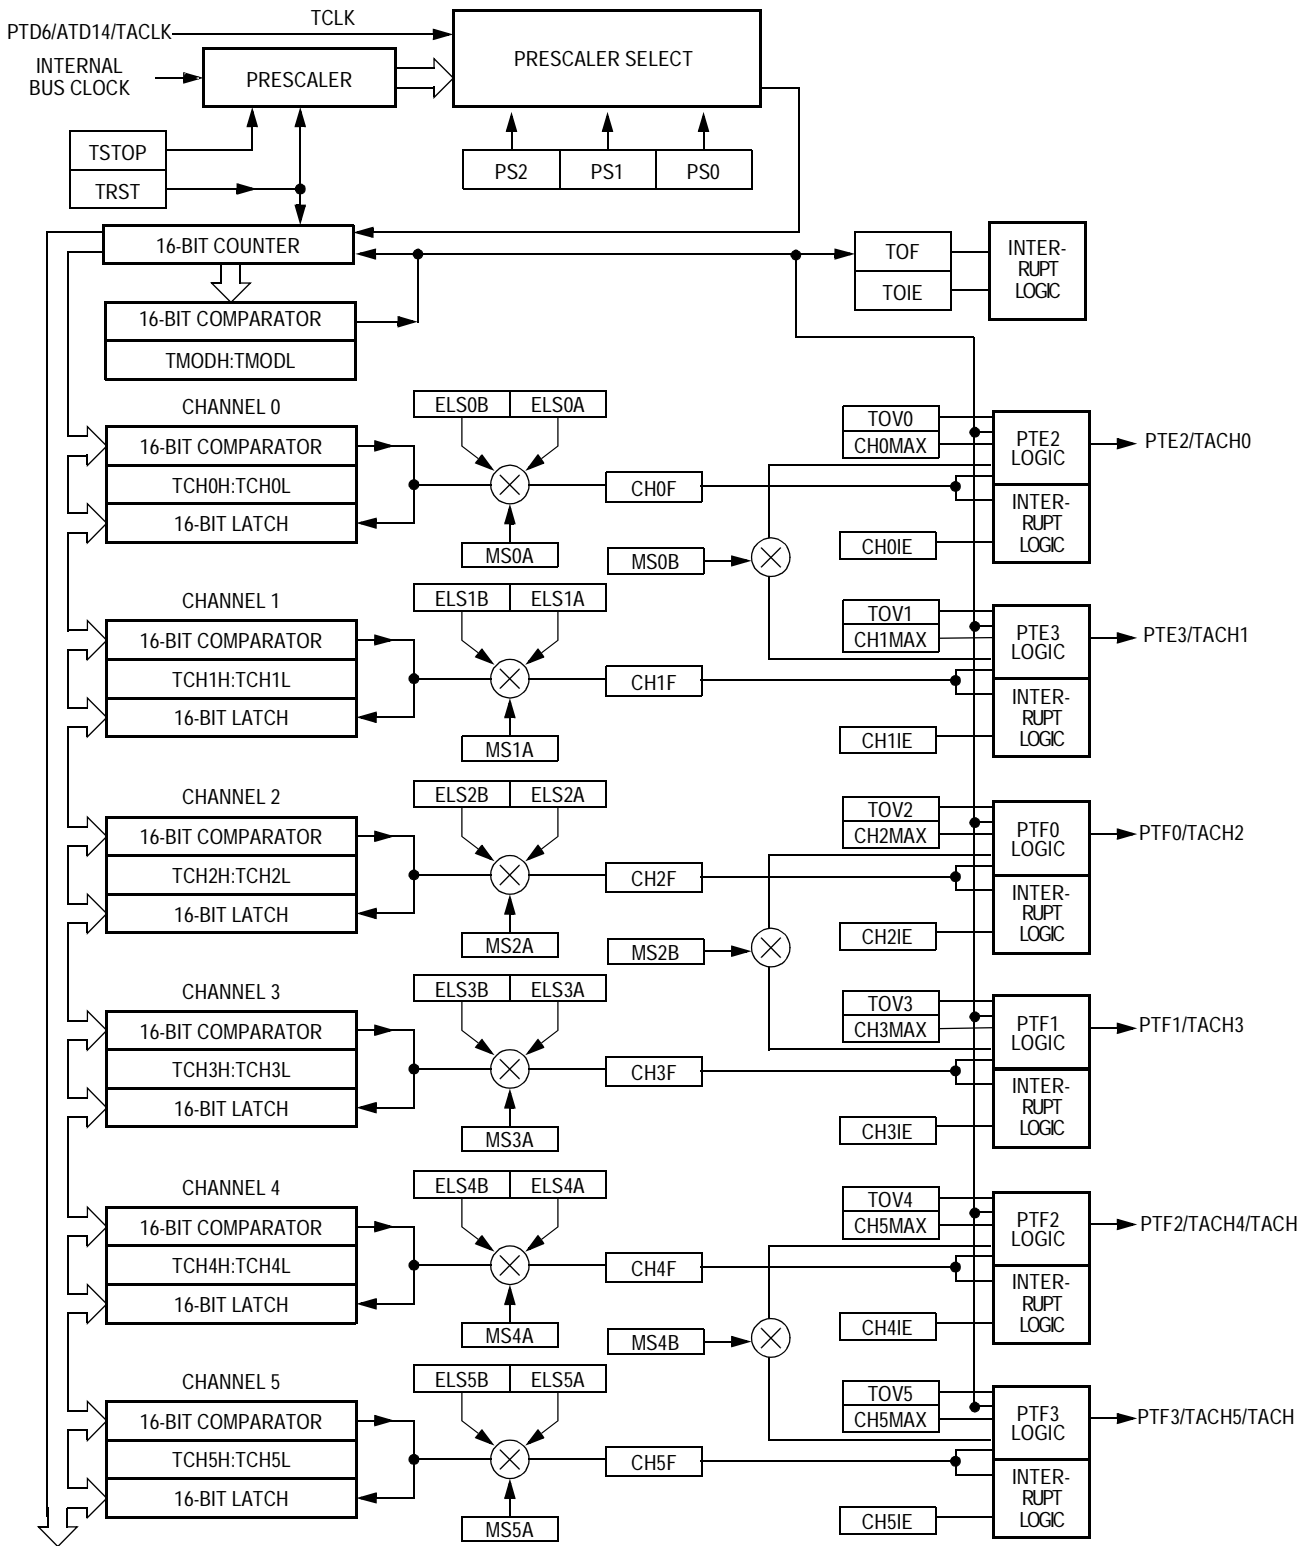 TCLK
PTD6/ATD14/TACLK
PRESCALER SELECT
INTERNAL
BUS CLOCK
PRESCALER
TSTOP
TRST
PS2 PS1 PS0
16-BIT COUNTER
TOF
TOIE
INTER-
RUPT
LOGIC
16-BIT COMPARATOR
TMODH:TMODL
CHANNEL 0
16-BIT COMPARATOR
TCH0H:TCH0L
16-BIT LATCH
ELS0B ELS0A
MS0A
CH0F
MS0B
TOV0
CH0MAX
CH0IE
PTE2
LOGIC
INTER-
RUPT
LOGIC
PTE2/TACH0
CHANNEL 1
16-BIT COMPARATOR
TCH1H:TCH1L
16-BIT LATCH
ELS1B ELS1A
MS1A
CH1F
TOV1
CH1MAX
CH1IE
PTE3
LOGIC
INTER-
RUPT
LOGIC
PTE3/TACH1
CHANNEL 2
16-BIT COMPARATOR
TCH2H:TCH2L
16-BIT LATCH
ELS2B ELS2A
MS2A
CH2F
MS2B
TOV2
CH2MAX
CH2IE
PTF0
LOGIC
INTER-
RUPT
LOGIC
PTF0/TACH2
CHANNEL 3
16-BIT COMPARATOR
TCH3H:TCH3L
16-BIT LATCH
ELS3B ELS3A
MS3A
CH3F
TOV3
CH3MAX
CH3IE
PTF1
LOGIC
INTER-
RUPT
LOGIC
PTF1/TACH3
CHANNEL 4
16-BIT COMPARATOR
TCH4H:TCH4L
16-BIT LATCH
ELS4B ELS4A
MS4A
CH4F
MS4B
TOV4
CH5MAX
CH4IE
PTF2
LOGIC
INTER-
RUPT
LOGIC
PTF2/TACH4/TACH
CHANNEL 5
16-BIT COMPARATOR
TCH5H:TCH5L
16-BIT LATCH
ELS5B ELS5A
MS5A
CH5F
TOV5
CH5MAX
CH5IE
PTF3
LOGIC
INTER-
RUPT
LOGIC
PTF3/TACH5/TACH